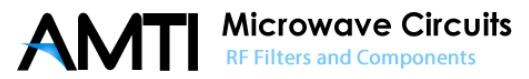 AMTI
Microwave Circuits
RF Filters and Components